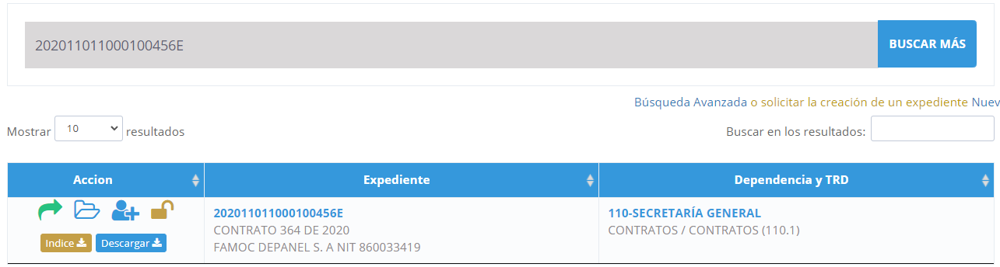 202011011000100456E
BUSCAR MÁS
Búsqueda Avanzada o solicitar la creación de un expediente Nuev
Mostrar 10 resultados
Buscar en los resultados:
Accion
Expediente
Dependencia y TRD
202011011000100456E
CONTRATO 364 DE 2020
FAMOC DEPANEL S. A NIT 860033419
110-SECRETARÍA GENERAL
CONTRATOS / CONTRATOS (110.1)
Indice
Descargar